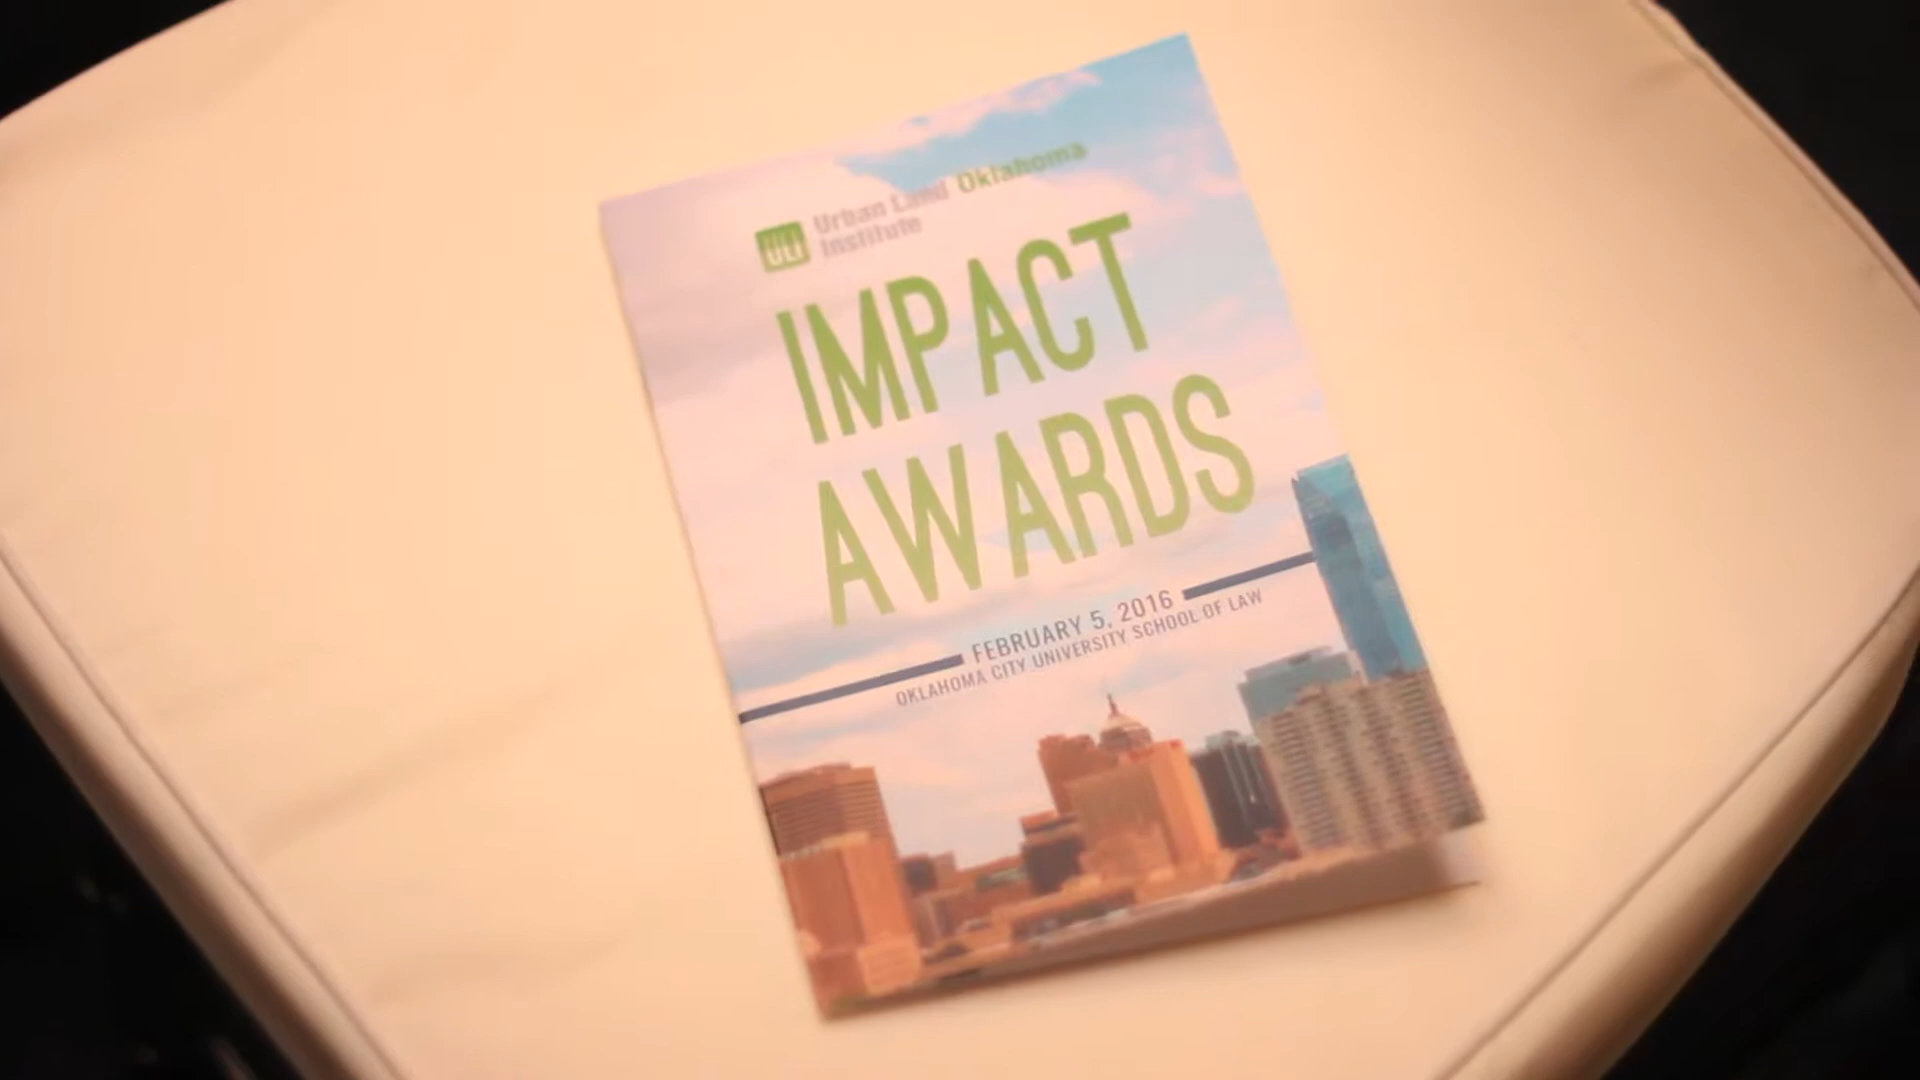 ULI Urban Land Oklahoma
Institute
IMPACT
AWARDS
FEBRUARY 5, 2016
OKLAHOMA CITY UNIVERSITY SCHOOL OF LAW